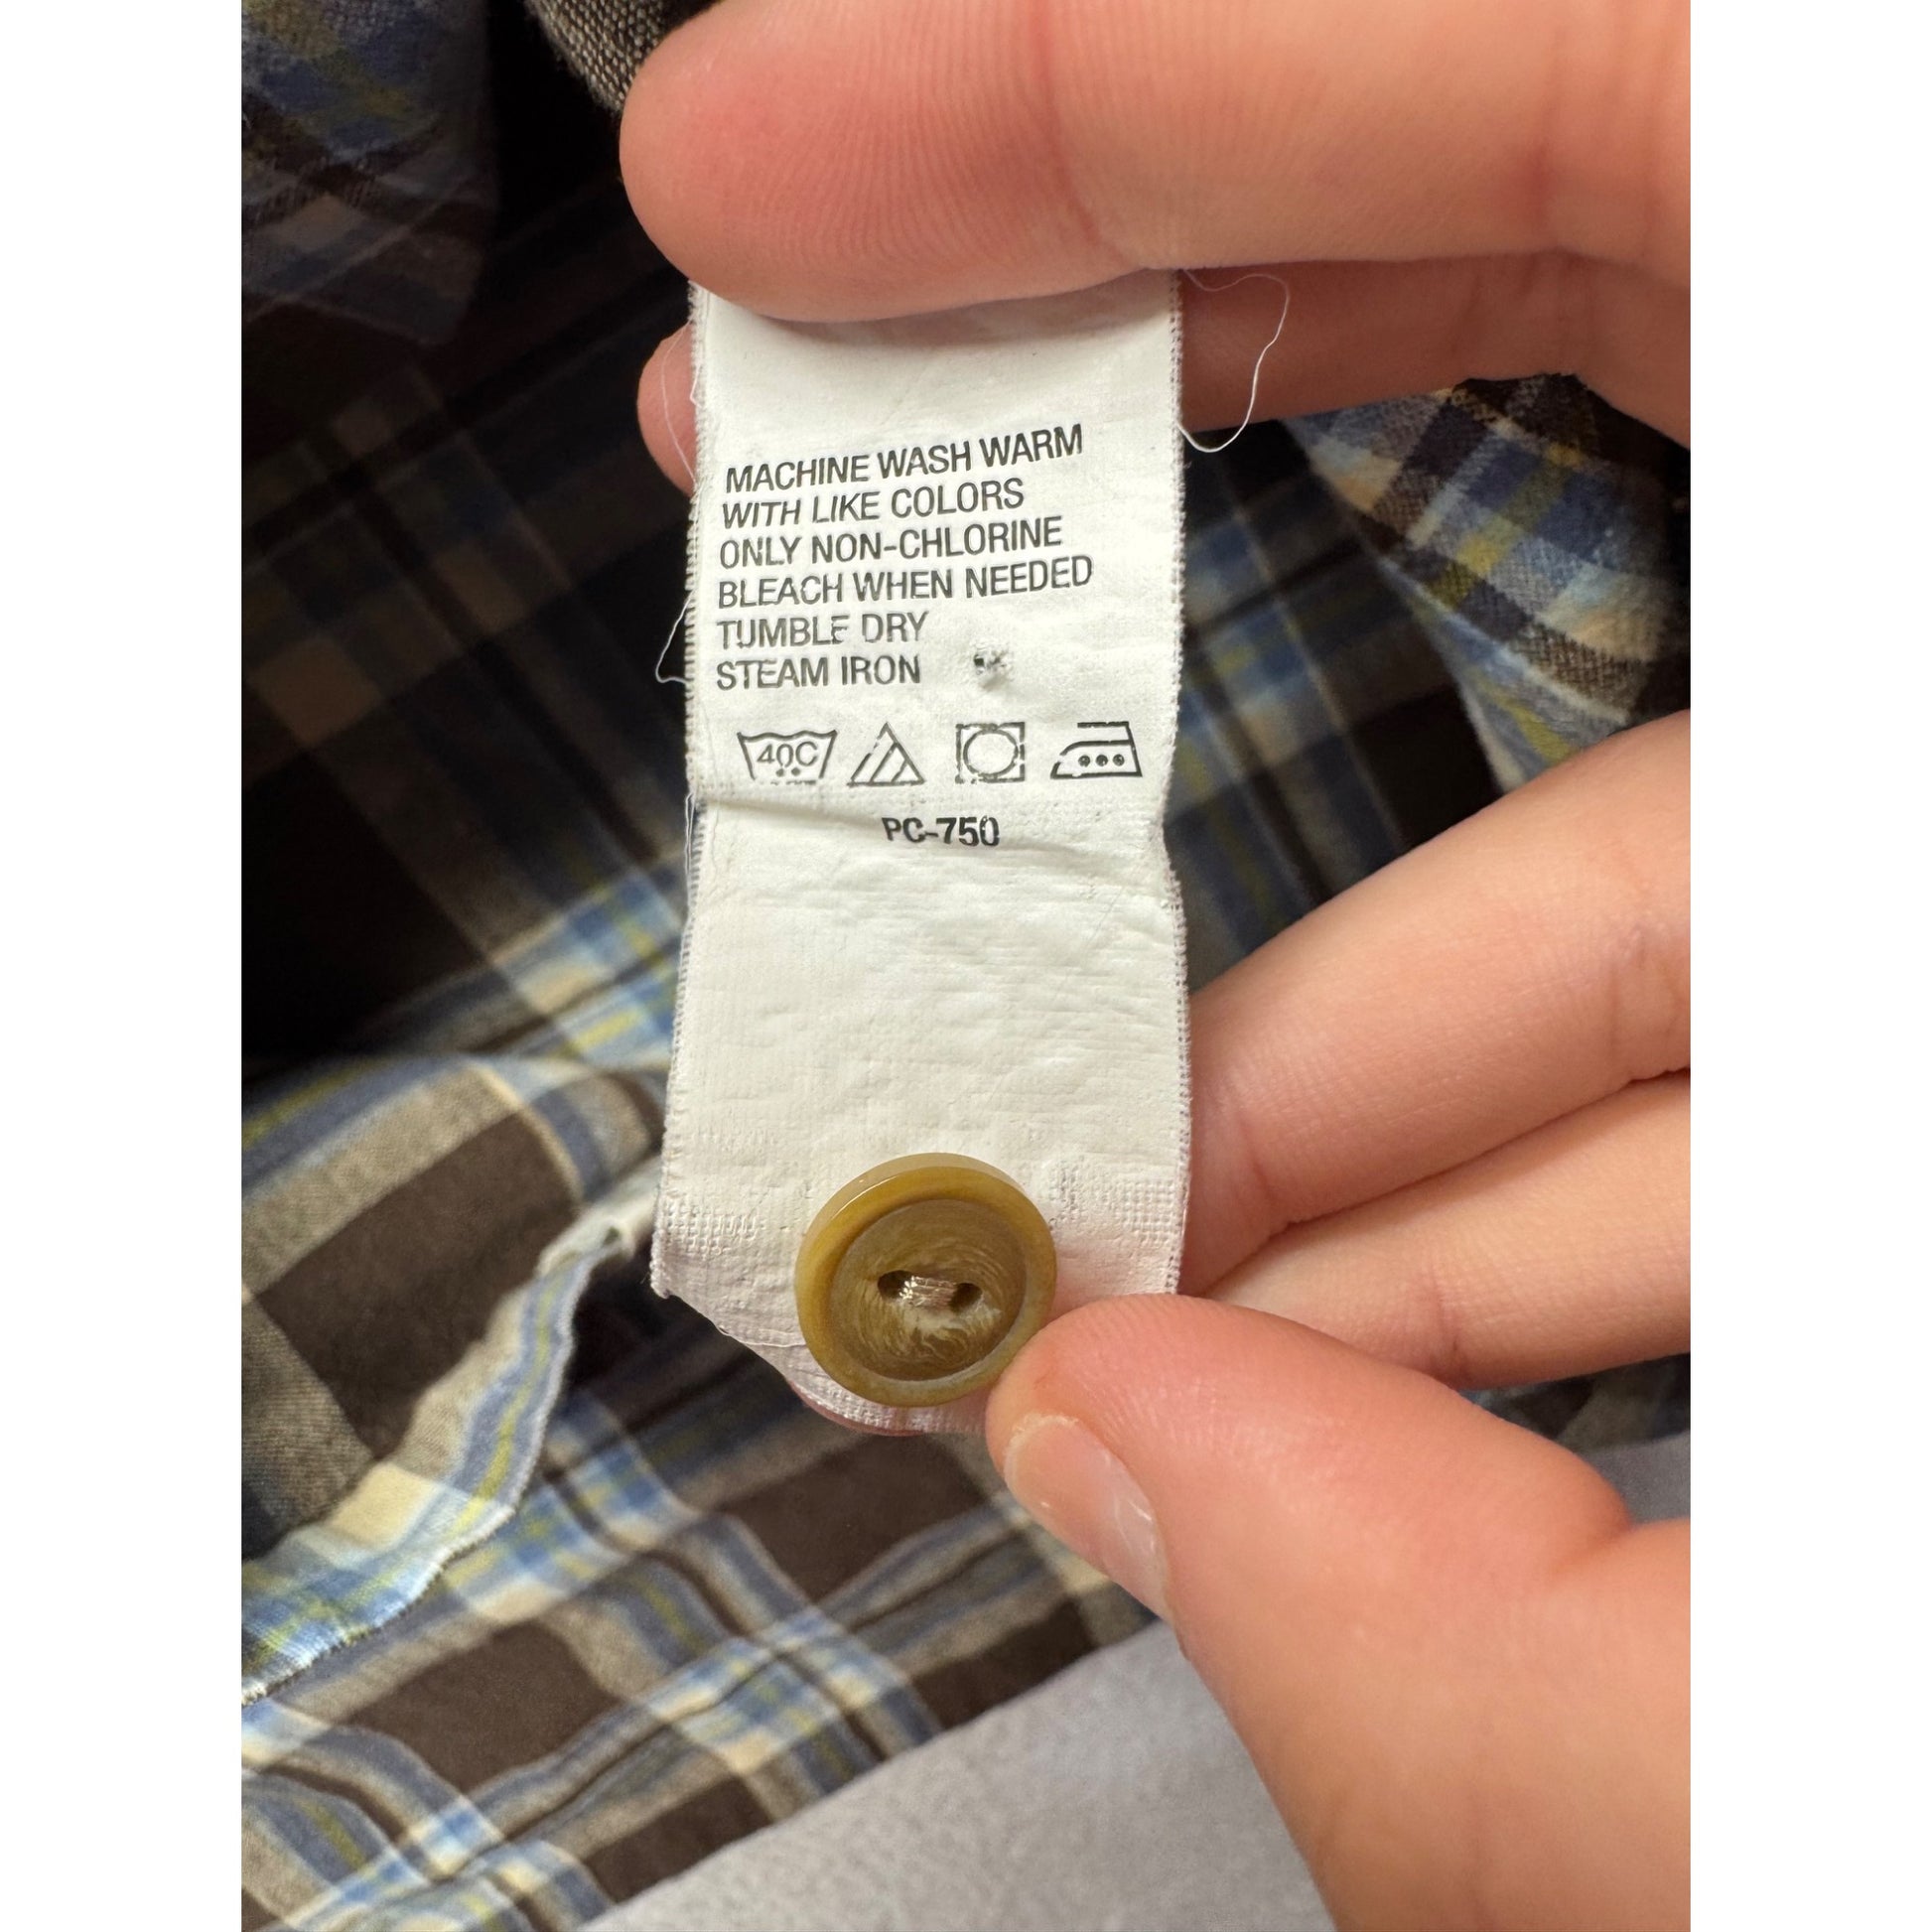 MACHINE WASH WARM
WITH LIKE COLORS
ONLY NON-CHLORINE
BLEACH WHEN NEEDED
TUMBLE DRY
STEAM IRON
40C
PC-750